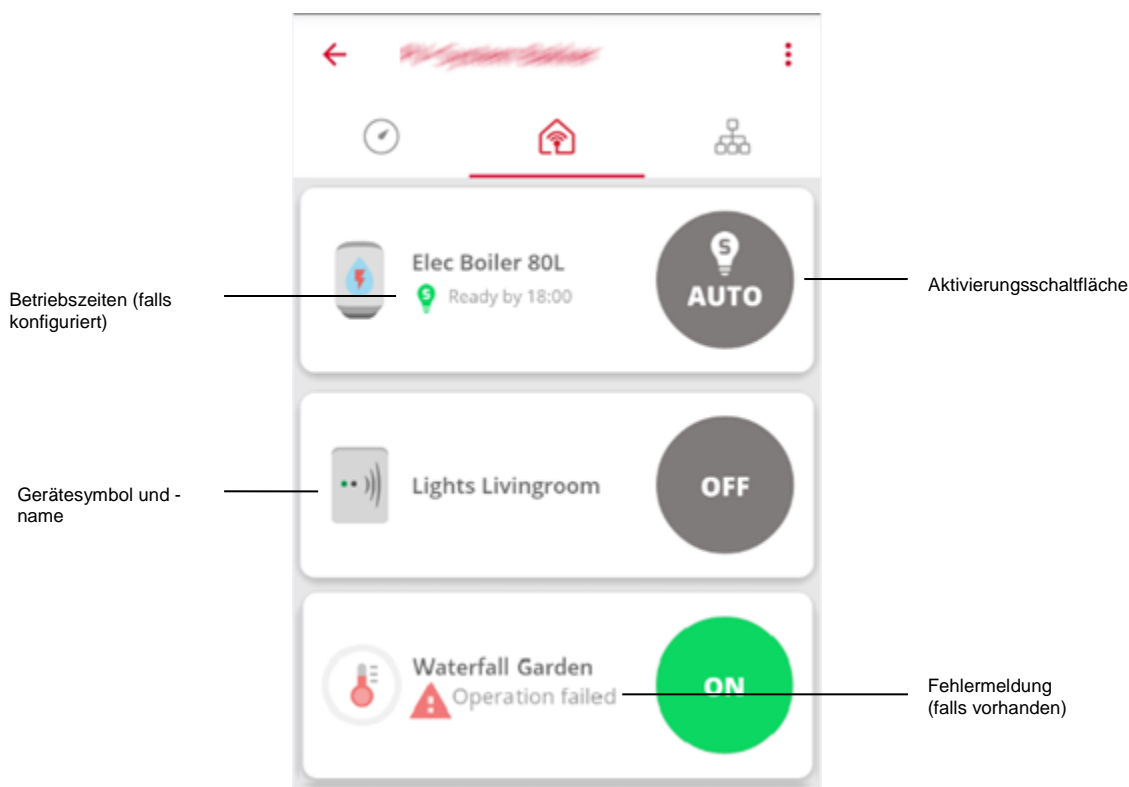 Elec Boiler 80L
S
Ready by 18:00
S
AUTO
Betriebszeiten (falls
konfiguriert)
Aktivierungsschaltfläche
Lights Livingroom
OFF
Gerätesymbol und -
name
Waterfall Garden
Operation failed
ON
Fehlermeldung
(falls vorhanden)